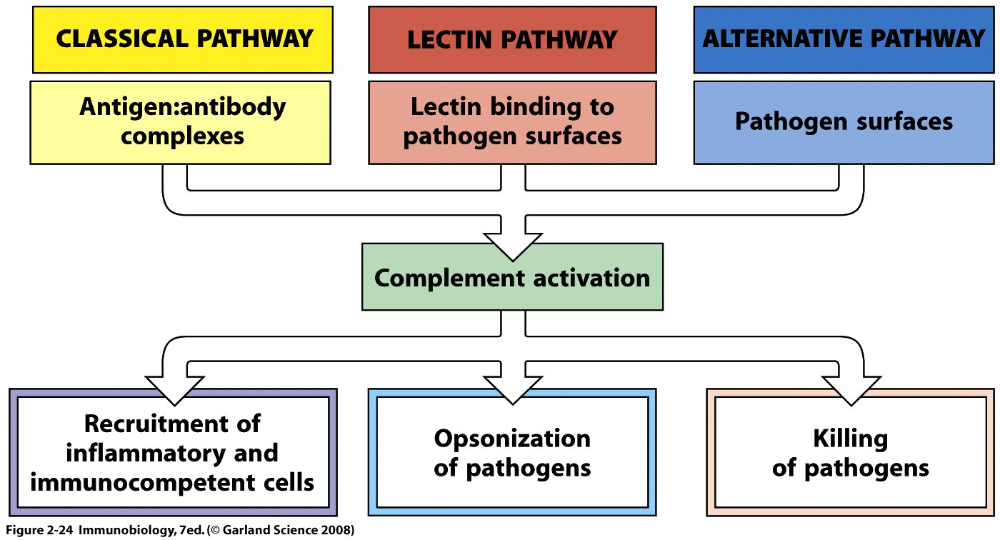 CLASSICAL PATHWAY
LECTIN PATHWAY
ALTERNATIVE PATHWAY
Antigen:antibody
complexes
Lectin binding to
pathogen surfaces
Pathogen surfaces
Complement activation
Recruitment of
inflammatory and
immunocompetent cells
Opsonization
of pathogens
Killing
of pathogens
Figure 2-24 Immunobiology, 7ed. (© Garland Science 2008)